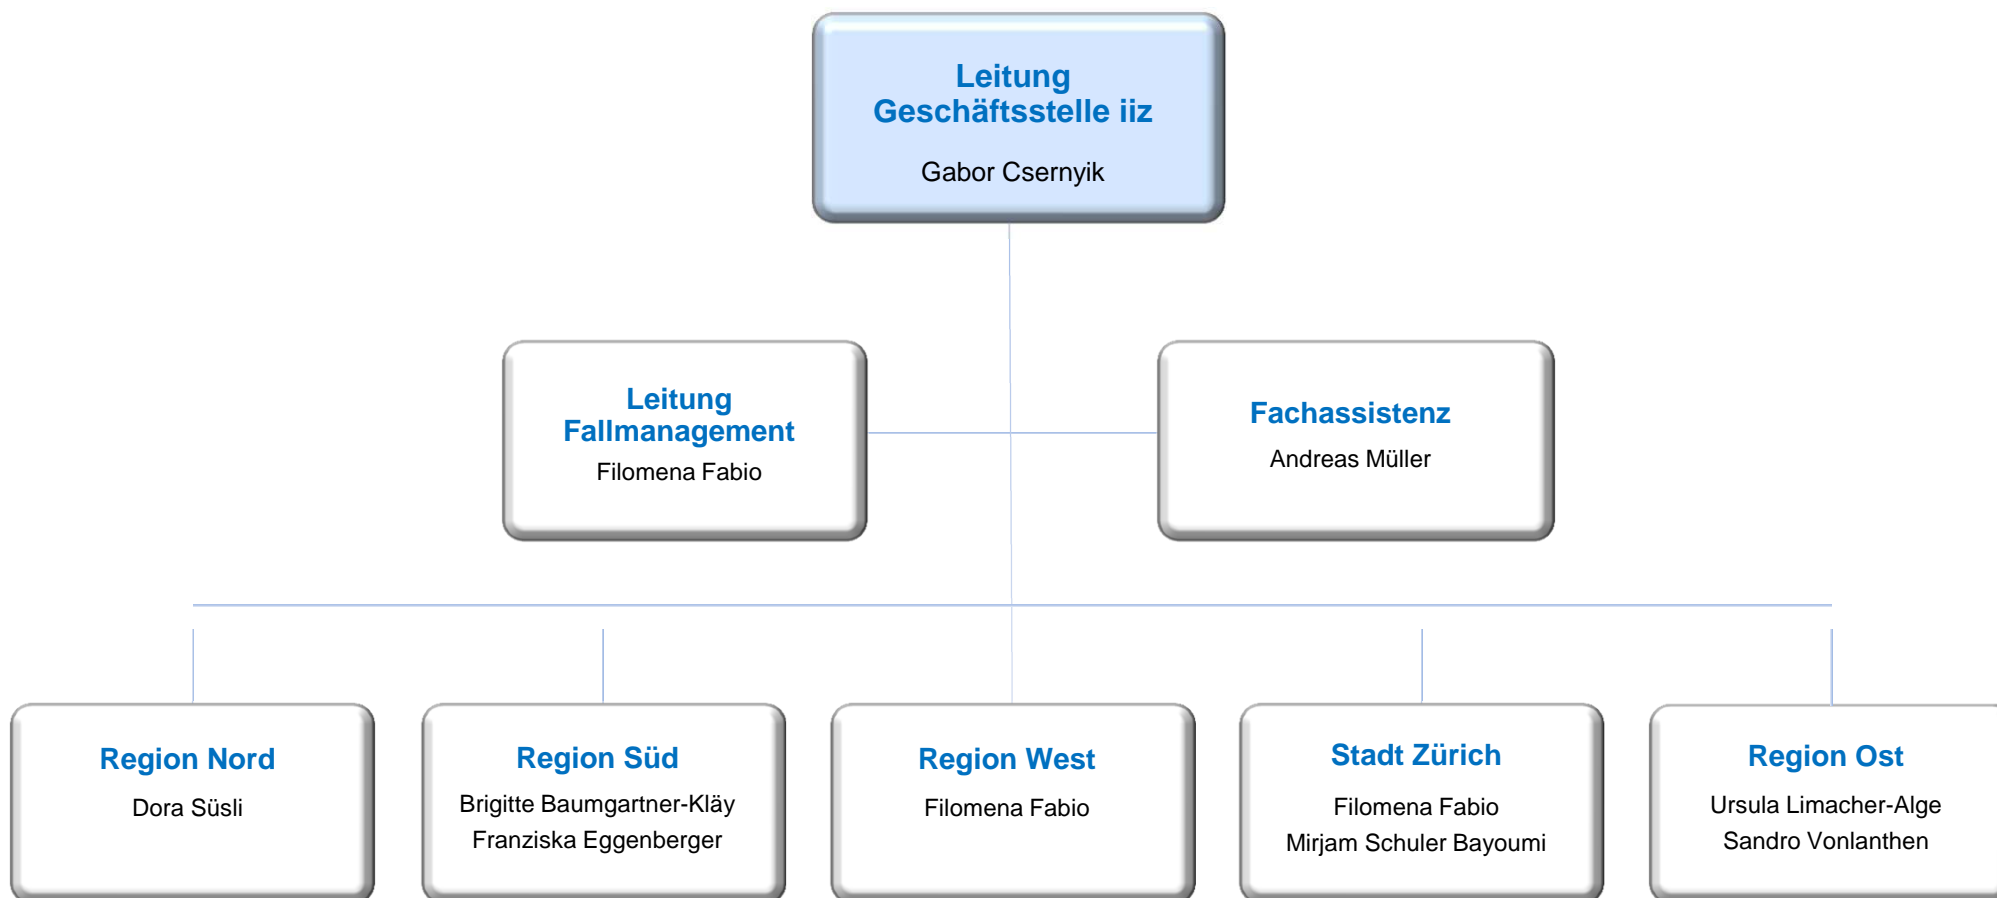 Leitung
Geschäftsstelle iiz
Gabor Csernyik
Leitung
Fallmanagement
Filomena Fabio
Fachassistenz
Andreas Müller
Region Nord
Dora Süsli
Region Süd
Brigitte Baumgartner-Kläy
Franziska Eggenberger
Region West
Filomena Fabio
Stadt Zürich
Filomena Fabio
Mirjam Schuler Bayoumi
Region Ost
Ursula Limacher-Alge
Sandro Vonlanthen